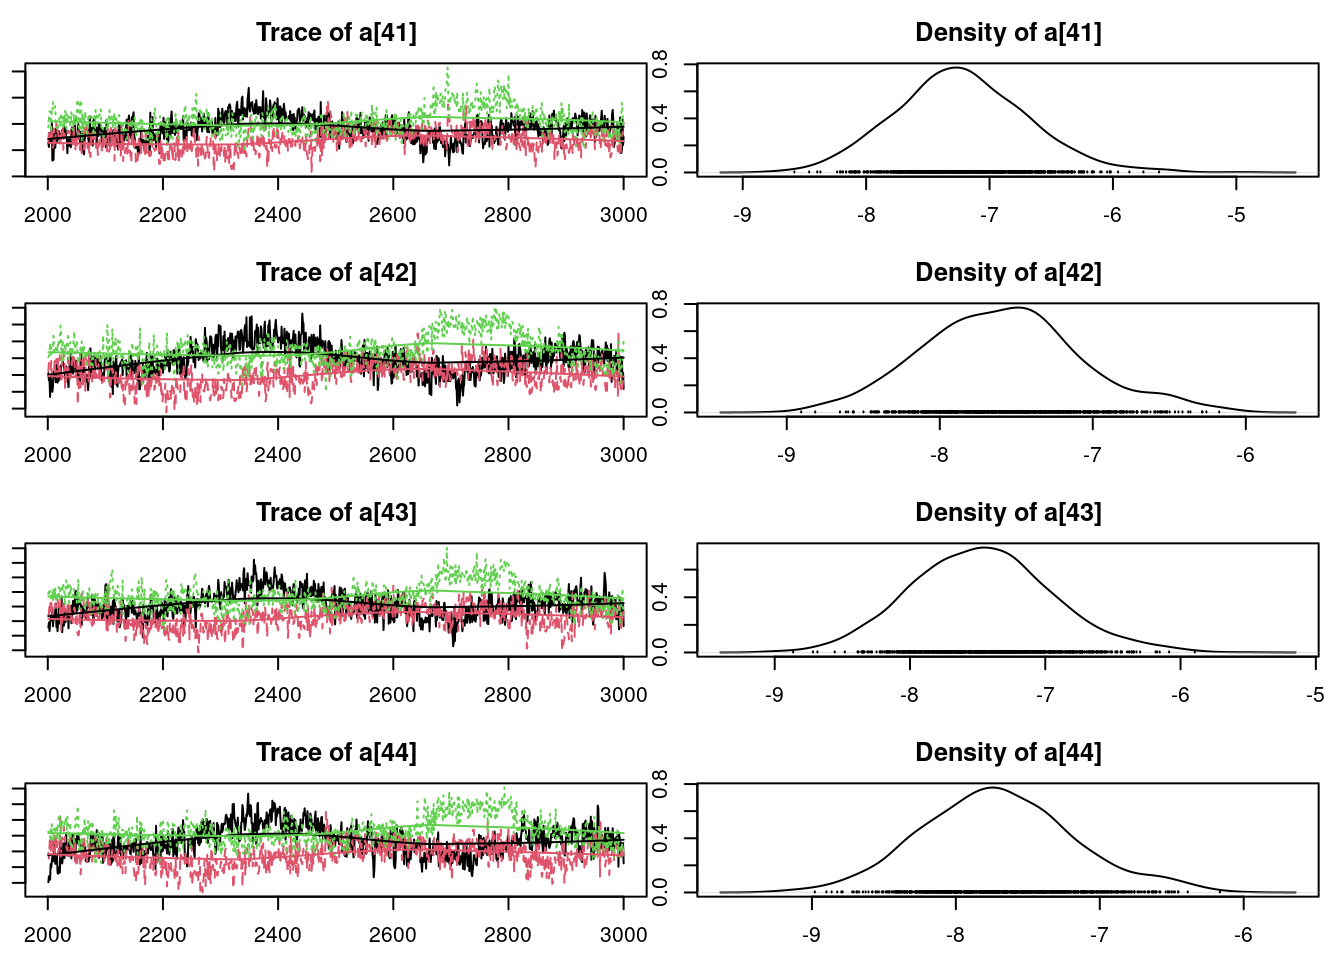 Trace of a[41]
2000 2200 2400 2600 2800 3000
Density of a[41]
0.0 0.4 0.8
-9 -8 -7 -6 -5
Trace of a[42]
2000 2200 2400 2600 2800 3000
Density of a[42]
0.0 0.4 0.8
-9 -8 -7 -6
Trace of a[43]
2000 2200 2400 2600 2800 3000
Density of a[43]
0.0 0.4
-9 -8 -7 -6 -5
Trace of a[44]
2000 2200 2400 2600 2800 3000
Density of a[44]
0.0 0.4 0.8
-9 -8 -7 -6